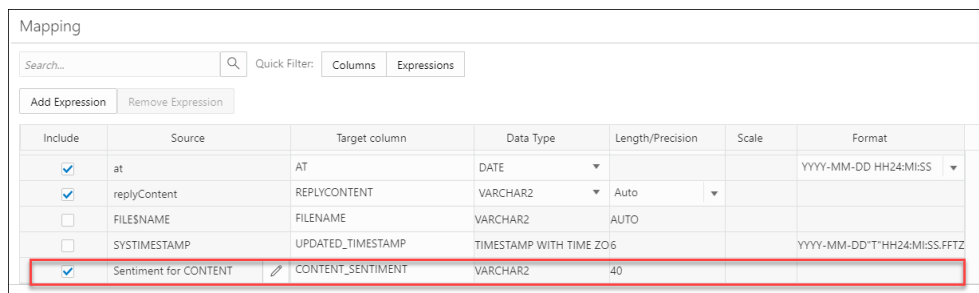 Mapping
Search... Quick Filter: Columns Expressions
Add Expression Remove Expression
Include Source Target column Data Type Length/Precision Scale Format
at AT DATE YYYY-MM-DD HH24:MI:SS
replyContent REPLYCONTENT VARCHAR2 Auto
FILE$NAME FILENAME VARCHAR2 AUTO
SYSTIMESTAMP UPDATED_TIMESTAMP TIMESTAMP WITH TIME ZO6 YYYY-MM-DD"T"HH24:MI:SS.FFTZ
Sentiment for CONTENT CONTENT_SENTIMENT VARCHAR2 40